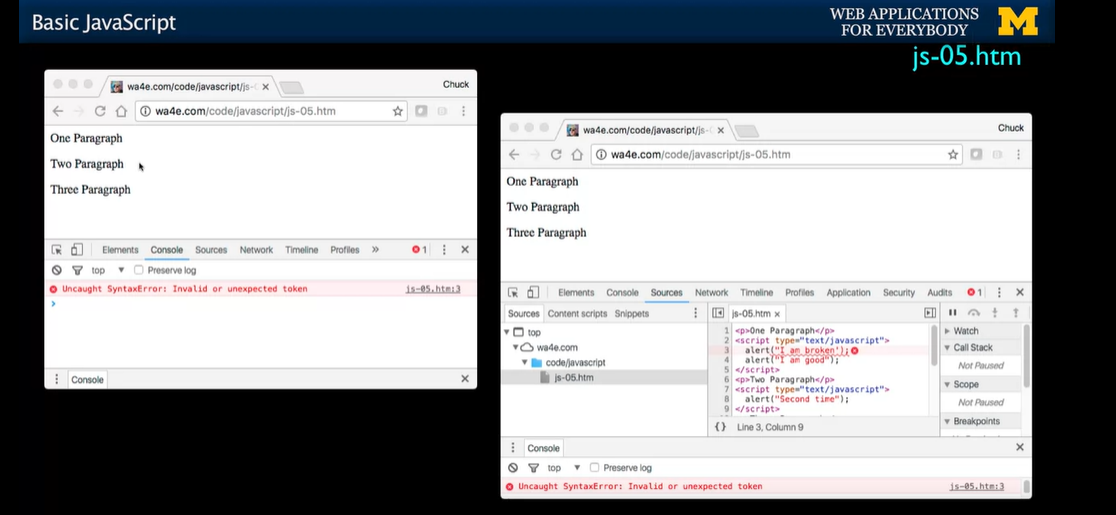 Basic JavaScript
WEB APPLICATIONS
FOR EVERYBODY
M
js-05.htm
wa4e.com/code/javascript/js-
Chuck
wa4e.com/code/javascript/js-05.htm
One Paragraph
Two Paragraph
Three Paragraph
Elements Console Sources Network Timeline Profiles » 1
top Preserve log
Uncaught SyntaxError: Invalid or unexpected token js-05.htm:3
Console
wa4e.com/code/javascript/js-
Chuck
wa4e.com/code/javascript/js-05.htm
One Paragraph
Two Paragraph
Three Paragraph
Elements Console Sources Network Timeline Profiles Application Security Audits 1
Sources Content scripts Snippets
top
wa4e.com
code/javascript
js-05.htm
js-05.htm
1 <p>One Paragraph</p>
2 <script type="text/javascript">
3 alert("I am broken');
4 alert("I am good");
5 </script>
6 <p>Two Paragraph</p>
7 <script type="text/javascript">
8 alert("Second time");
9 </script>
{} Line 3, Column 9
Watch
Call Stack
Not Paused
Scope
Not Paused
Breakpoints
Console
top Preserve log
Uncaught SyntaxError: Invalid or unexpected token js-05.htm:3